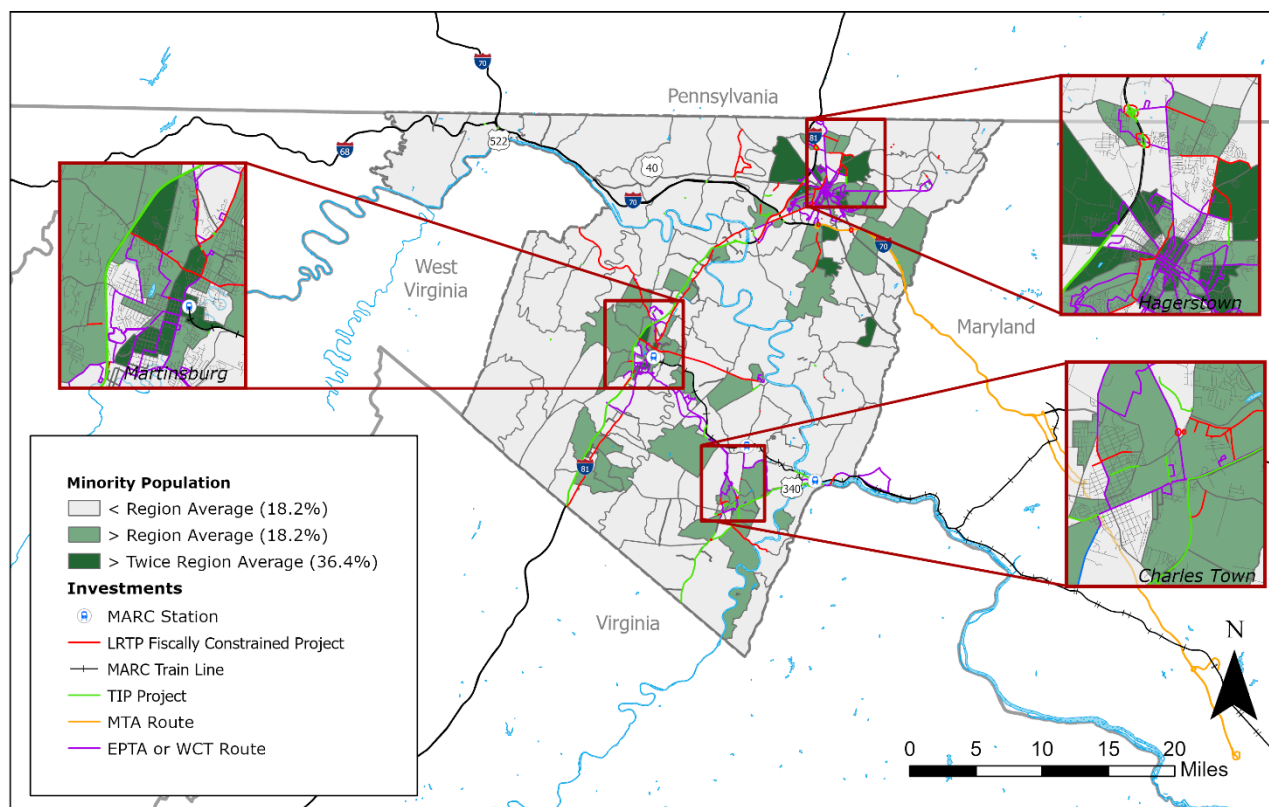 Pennsylvania
70
81
522
68
40
70
Hagerstown
West
Virginia
70
Maryland
Martinsburg
81
340
Charles Town
Virginia
Minority Population
< Region Average (18.2%)
> Region Average (18.2%)
> Twice Region Average (36.4%)
Investments
MARC Station
LRTP Fiscally Constrained Project
MARC Train Line
TIP Project
MTA Route
EPTA or WCT Route
N
0 5 10 15 20
Miles